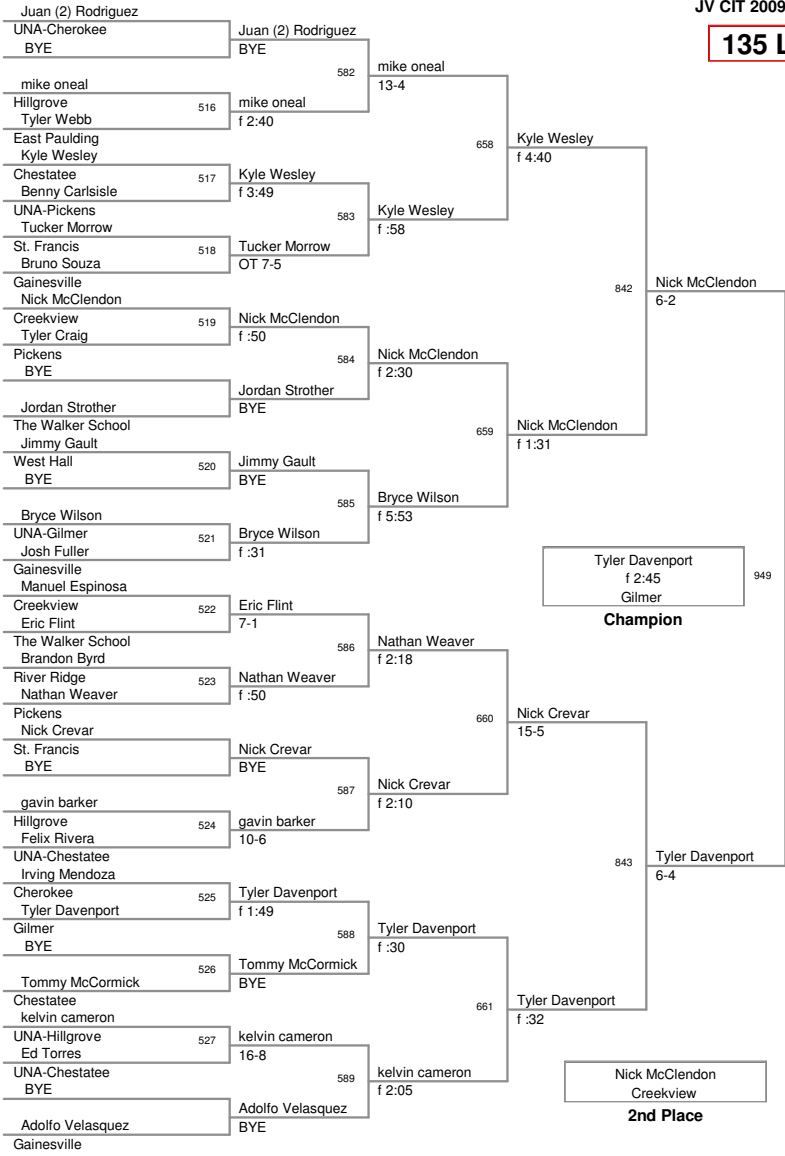 JV CIT 2009
135 L
Juan (2) Rodriguez
UNA-Cherokee
BYE
mike oneal
Hillgrove
Tyler Webb
East Paulding
Kyle Wesley
Chestatee
Benny Carlsisle
UNA-Pickens
Tucker Morrow
St. Francis
Bruno Souza
Gainesville
Nick McClendon
Creekview
Tyler Craig
Pickens
BYE
Jordan Strother
The Walker School
Jimmy Gault
West Hall
BYE
Bryce Wilson
UNA-Gilmer
Josh Fuller
Gainesville
Manuel Espinosa
Creekview
Eric Flint
The Walker School
Brandon Byrd
River Ridge
Nathan Weaver
Pickens
Nick Crevar
St. Francis
BYE
gavin barker
Hillgrove
Felix Rivera
UNA-Chestatee
Irving Mendoza
Cherokee
Tyler Davenport
Gilmer
BYE
Tommy McCormick
Chestatee
kelvin cameron
UNA-Hillgrove
Ed Torres
UNA-Chestatee
BYE
Adolfo Velasquez
Gainesville
516
517
518
519
520
521
522
523
524
525
526
527
Juan (2) Rodriguez
BYE
mike oneal
f 2:40
Kyle Wesley
f 3:49
Tucker Morrow
OT 7-5
Nick McClendon
f :50
Jordan Strother
BYE
Jimmy Gault
BYE
Bryce Wilson
f :31
Eric Flint
7-1
Nathan Weaver
f :50
Nick Crevar
BYE
gavin barker
10-6
Tyler Davenport
f 1:49
Tommy McCormick
BYE
kelvin cameron
16-8
Adolfo Velasquez
BYE
582
583
584
585
586
587
588
589
mike oneal
13-4
Kyle Wesley
f :58
Nick McClendon
f 2:30
Bryce Wilson
f 5:53
Nathan Weaver
f 2:18
Nick Crevar
f 2:10
Tyler Davenport
f :30
kelvin cameron
f 2:05
658
659
660
661
Kyle Wesley
f 4:40
Nick McClendon
f 1:31
Nick Crevar
15-5
Tyler Davenport
f :32
842
843
Nick McClendon
6-2
Tyler Davenport
6-4
949
Tyler Davenport
f 2:45
Gilmer
Champion
Nick McClendon
Creekview
2nd Place